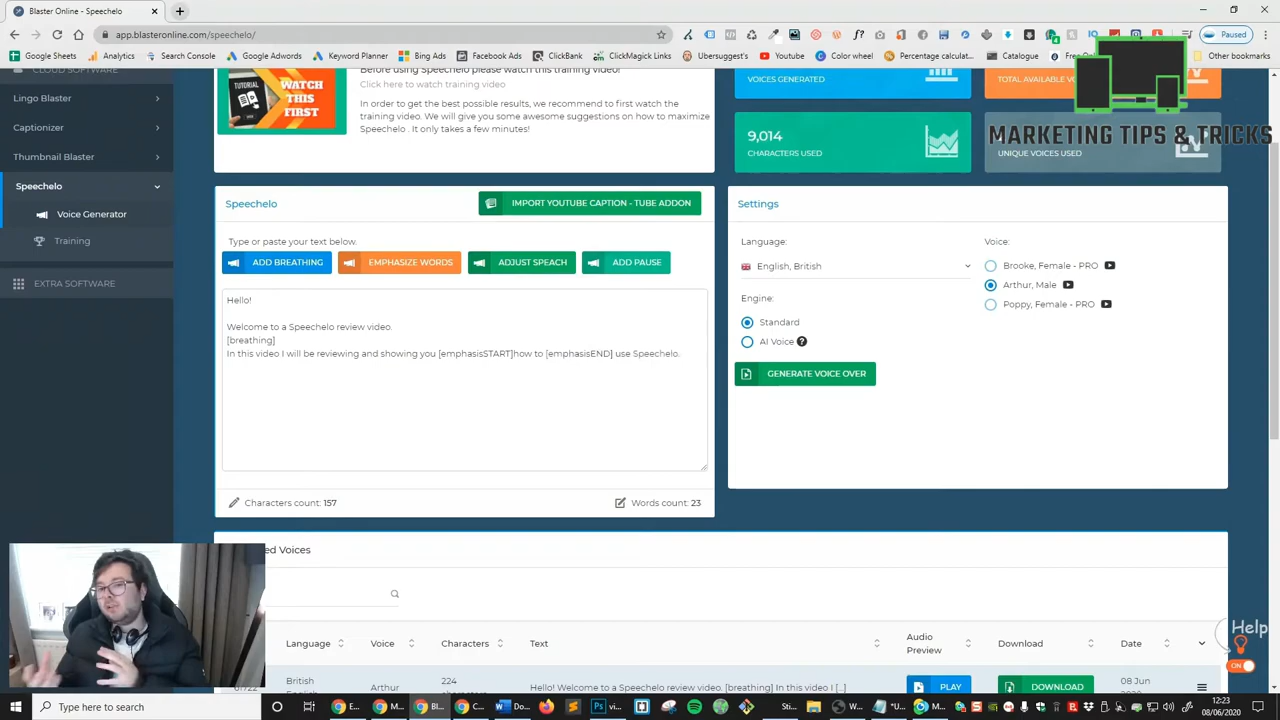 Blaster Online - Speechelo
app.blasteronline.com/speechelo/
Paused
Google Sheets
Analytics
Search Console
Google Adwords
Keyword Planner
Bing Ads
Facebook Ads
ClickBank
ClickMagick Links
Ubersuggest
YouTube
Color
Questions
Percentage calculat...
Catalogue
Other bookmarks
CLOUD SOFTWARE
Lingo Blaster
Captionizer
Thumbnail Blaster
Speechelo
Voice Generator
Training
EXTRA SOFTWARE
TUTORIAL
WATCH
THIS
FIRST
Before using Speechelo please watch this training video!
Click here to watch training video
In order to get the best possible results, we recommend to first watch the
training video. We will give you some awesome suggestions on how to maximize
Speechelo . It only takes a few minutes!
VOICES GENERATED
9,014
CHARACTERS USED
UNIQUE VOICES USED
MARKETING TIPS & TRICKS
Speechelo
IMPORT YOUTUBE CAPTION - TUBE ADDON
Type or paste your text below.
ADD BREATHING
EMPHASIZE WORDS
ADJUST SPEACH
ADD PAUSE
Hello!
Welcome to a Speechelo review video.
[breathing]
In this video I will be reviewing and showing you [emphasisSTART]how to [emphasisEND] use Speechelo.
Characters count: 157
Words count: 23
Settings
Language:
English, British
Engine:
Standard
AI Voice
GENERATE VOICE OVER
Voice:
Brooke, Female - PRO
Arthur, Male
Poppy, Female - PRO
Voices
Language
Voice
Characters
Text
Audio
Preview
Download
Date
British
English
Arthur
224
Hello! Welcome to a Speechelo review video. [breathing] In this video I [...]
PLAY
DOWNLOAD
08 Jun
Help
ON
Type here to search
12:23
08/06/2020